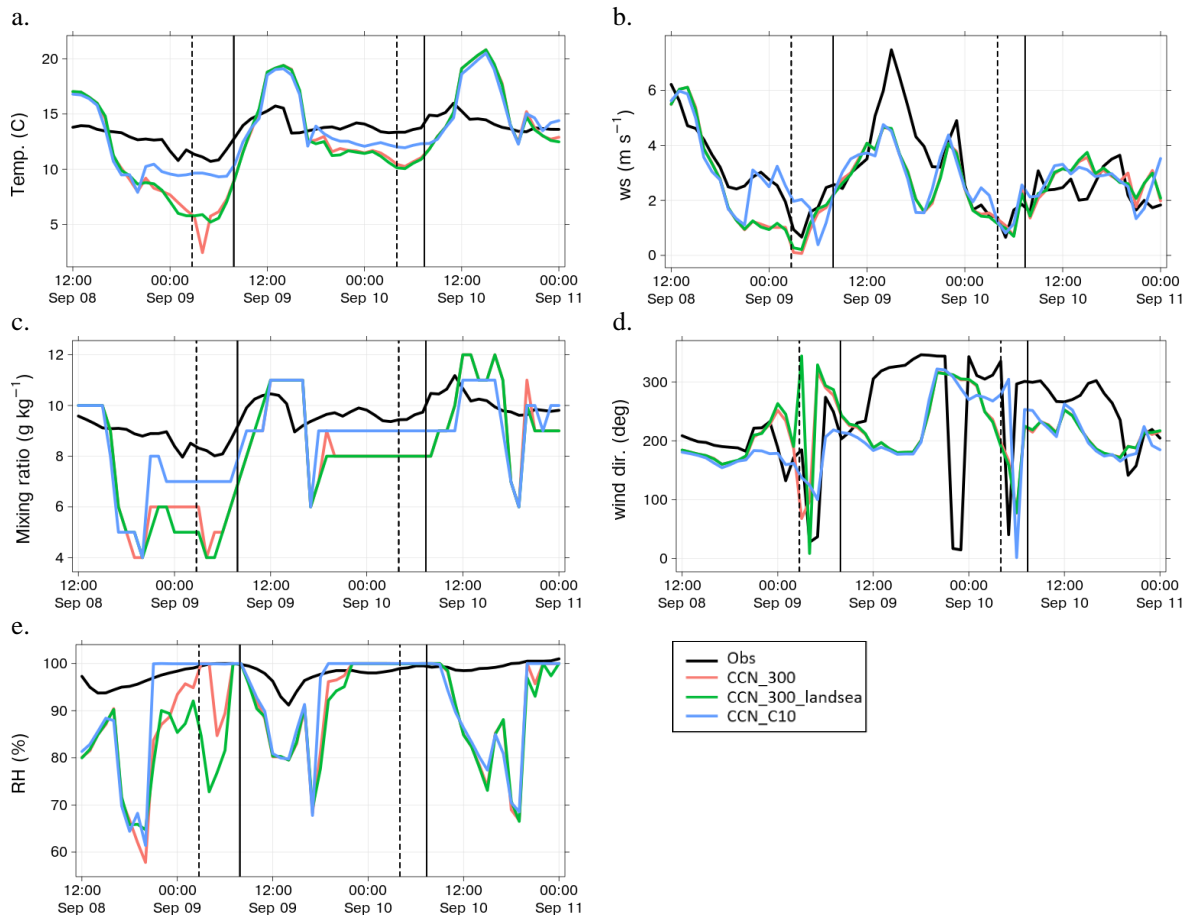 a.
b.
Temp. (C)
20
15
10
5
12:00 00:00 12:00 00:00 12:00 00:00
Sep 08 Sep 09 Sep 09 Sep 10 Sep 10 Sep 11
ws (m s⁻¹)
6
4
2
0
12:00 00:00 12:00 00:00 12:00 00:00
Sep 08 Sep 09 Sep 09 Sep 10 Sep 10 Sep 11
c.
d.
Mixing ratio (g kg⁻¹)
12
10
8
6
4
12:00 00:00 12:00 00:00 12:00 00:00
Sep 08 Sep 09 Sep 09 Sep 10 Sep 10 Sep 11
wind dir. (deg)
300
200
100
0
12:00 00:00 12:00 00:00 12:00 00:00
Sep 08 Sep 09 Sep 09 Sep 10 Sep 10 Sep 11
e.
RH (%)
100
90
80
70
60
12:00 00:00 12:00 00:00 12:00 00:00
Sep 08 Sep 09 Sep 09 Sep 10 Sep 10 Sep 11
Obs
CCN_300
CCN_300_landsea
CCN_C10